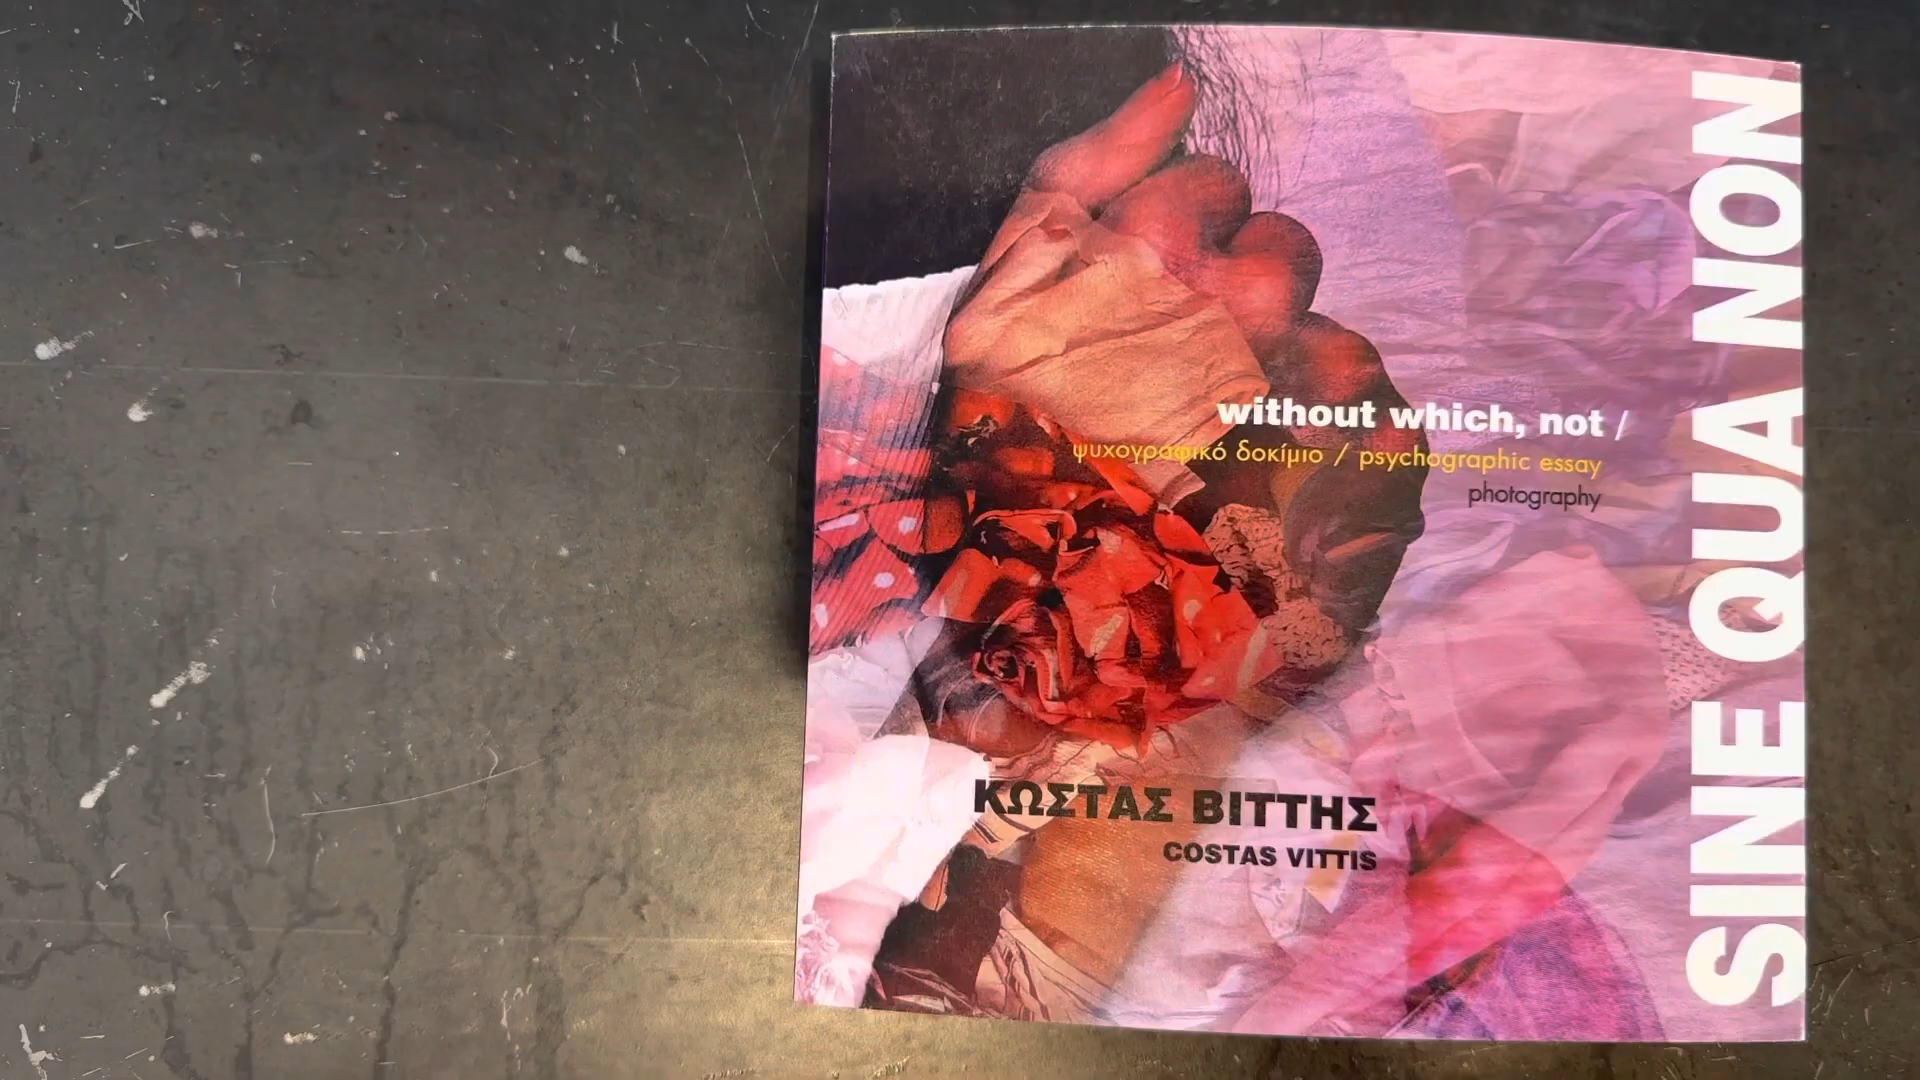 SINE QUA NON
without which, not /
ψυχογραφικό δοκίμιο / psychographic essay
photography
ΚΩΣΤΑΣ ΒΙΤΤΗΣ
COSTAS VITTIS